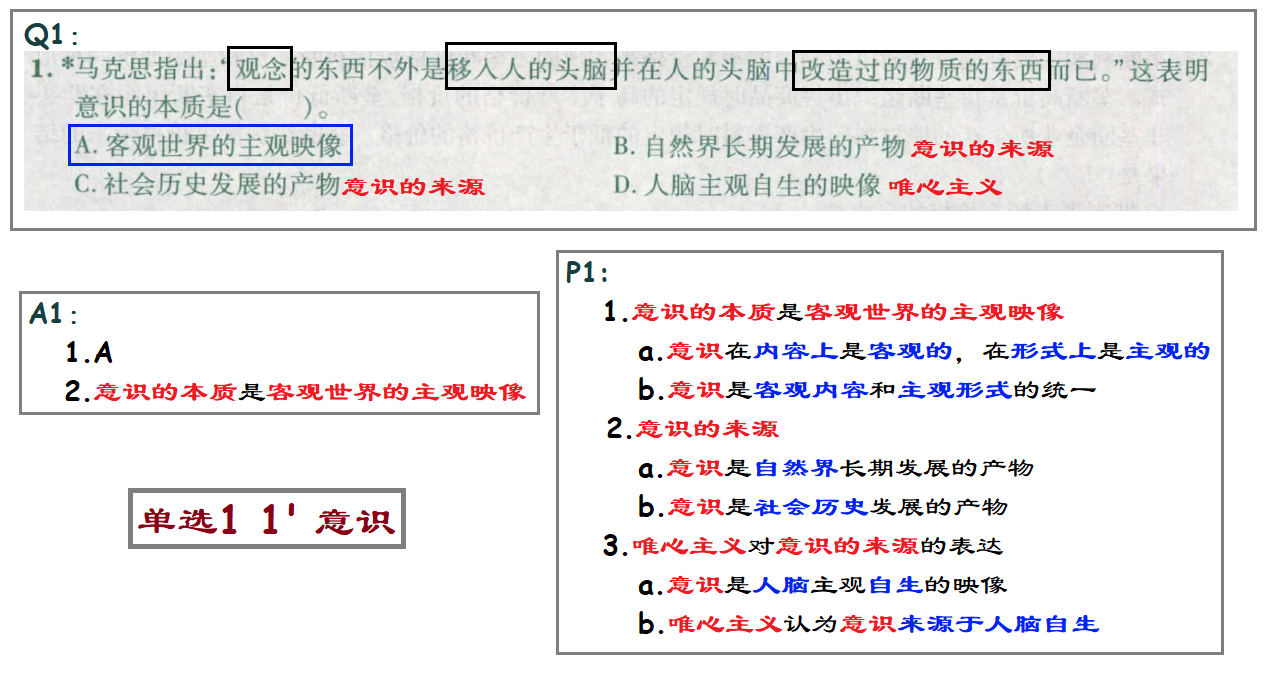 Q1：
1. *马克思指出：“观念的东西不外是移入人的头脑并在人的头脑中改造过的物质的东西而已。”这表明
意识的本质是(　　)。
A. 客观世界的主观映像
B. 自然界长期发展的产物 意识的来源
C. 社会历史发展的产物 意识的来源
D. 人脑主观自生的映像 唯心主义
A1：
1.A
2.意识的本质是客观世界的主观映像
单选1 1' 意识
P1：
1.意识的本质是客观世界的主观映像
a.意识在内容上是客观的，在形式上是主观的
b.意识是客观内容和主观形式的统一
2.意识的来源
a.意识是自然界长期发展的产物
b.意识是社会历史发展的产物
3.唯心主义对意识的来源的表达
a.意识是人脑主观自生的映像
b.唯心主义认为意识来源于人脑自生